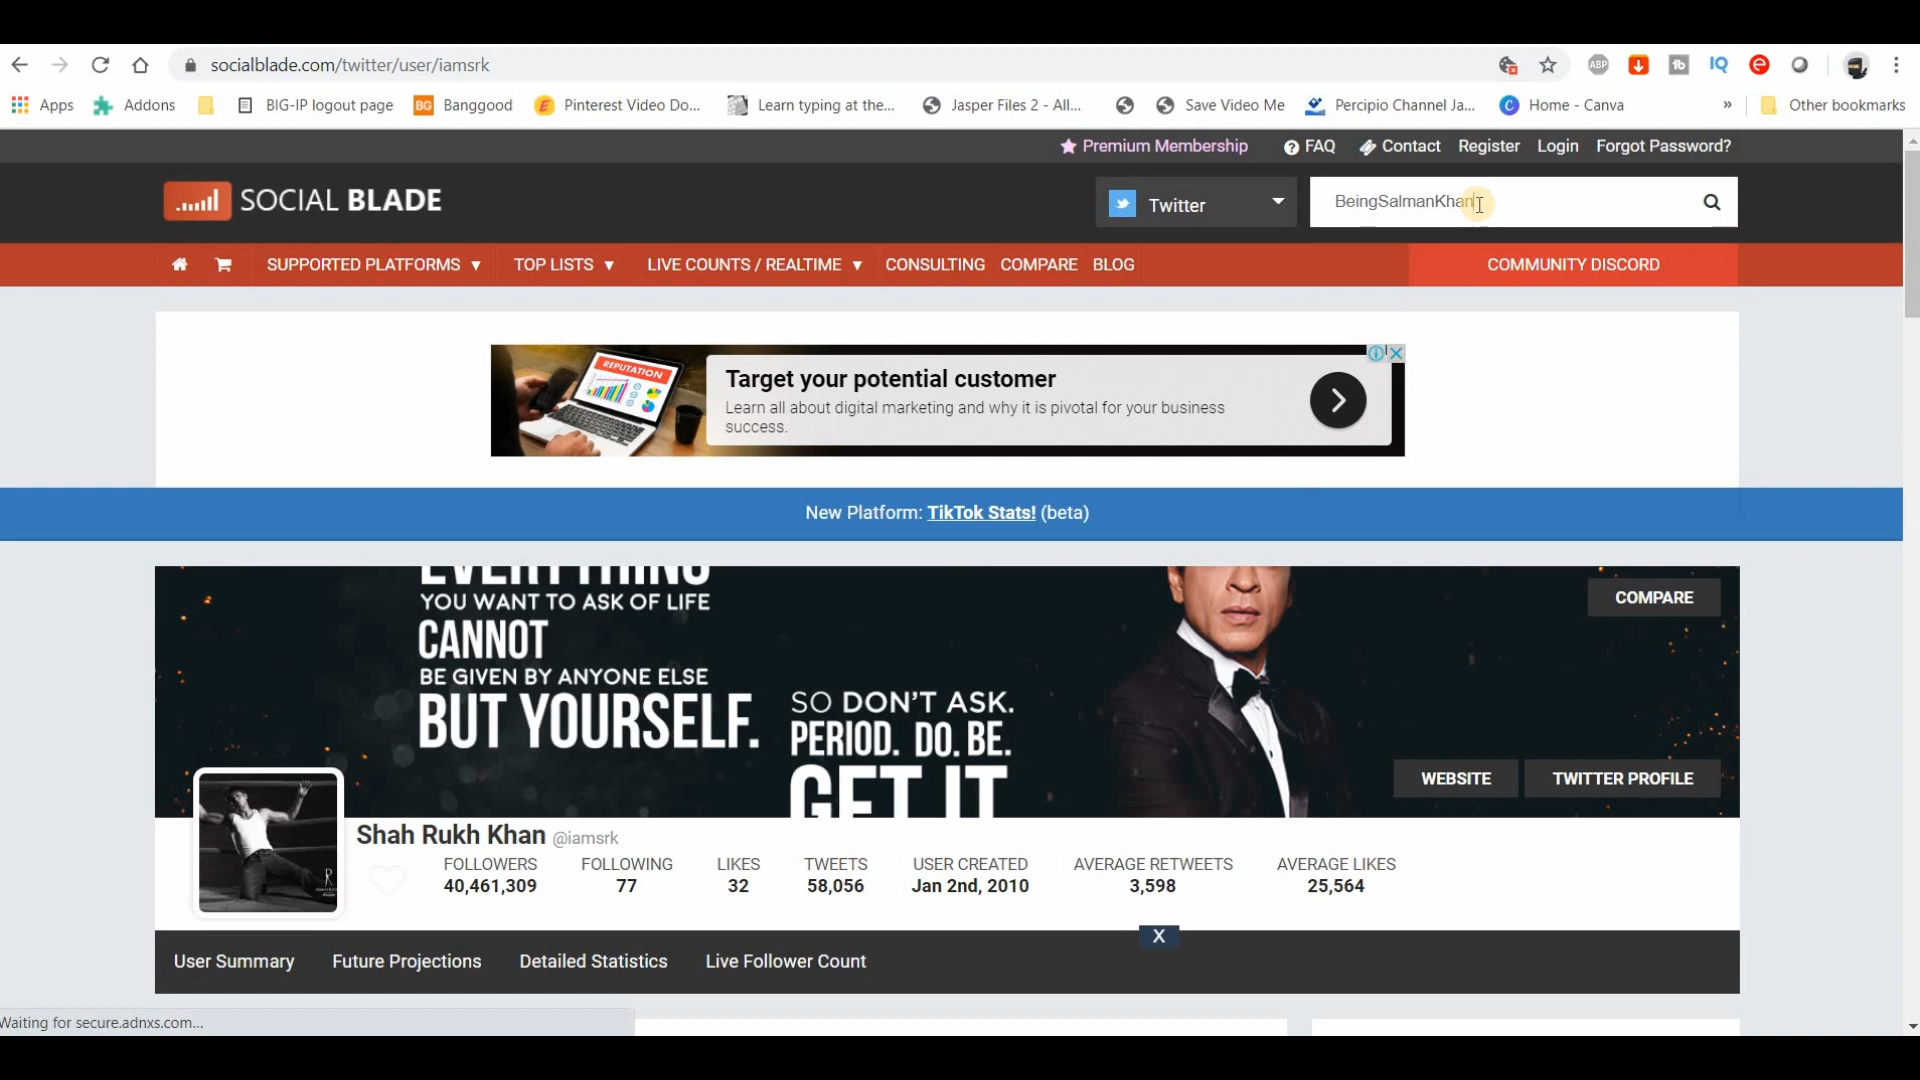 socialblade.com/twitter/user/iamsrk
ABP
IQ
Apps
Addons
BIG-IP logout page
BG Banggood
Pinterest Video Do...
Learn typing at the...
Jasper Files 2 - All...
Save Video Me
Percipio Channel Ja...
Home - Canva
»
Other bookmarks
Premium Membership
FAQ
Contact
Register
Login
Forgot Password?
SOCIAL BLADE
Twitter
BeingSalmanKhan
SUPPORTED PLATFORMS
TOP LISTS
LIVE COUNTS / REALTIME
CONSULTING
COMPARE
BLOG
COMMUNITY DISCORD
REPUTATION
Target your potential customer
Learn all about digital marketing and why it is pivotal for your business
success.
New Platform: TikTok Stats! (beta)
EVERYTHING
YOU WANT TO ASK OF LIFE
CANNOT
BE GIVEN BY ANYONE ELSE
BUT YOURSELF.
SO DON'T ASK.
PERIOD. DO. BE.
GET IT
COMPARE
WEBSITE
TWITTER PROFILE
Shah Rukh Khan @iamsrk
FOLLOWERS
40,461,309
FOLLOWING
77
LIKES
32
TWEETS
58,056
USER CREATED
Jan 2nd, 2010
AVERAGE RETWEETS
3,598
AVERAGE LIKES
25,564
X
User Summary
Future Projections
Detailed Statistics
Live Follower Count
Waiting for secure.adnxs.com...